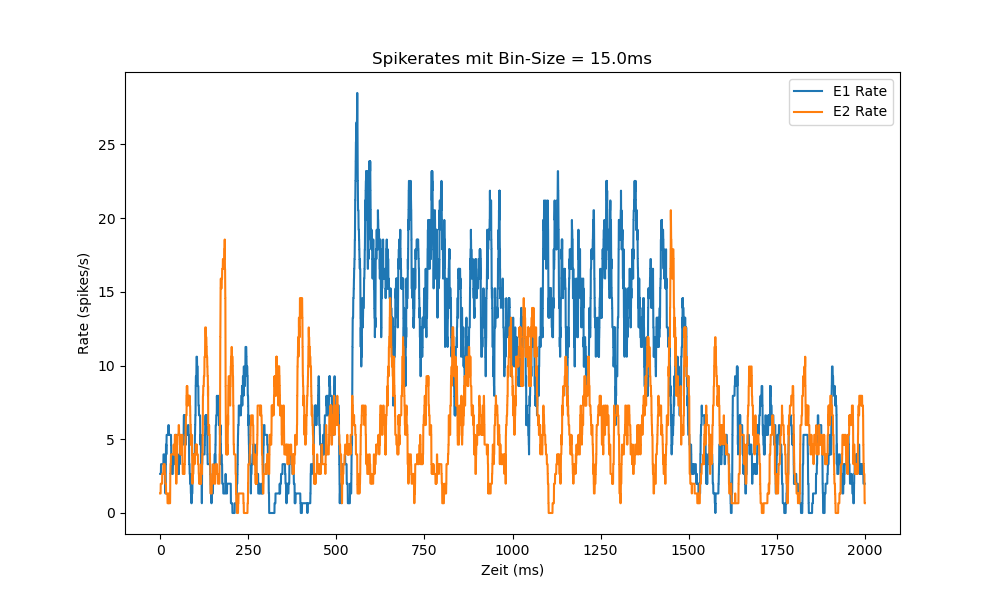 Spikerates mit Bin-Size = 15.0ms
E1 Rate
E2 Rate
25
20
15
10
5
0
Rate (spikes/s)
0 250 500 750 1000 1250 1500 1750 2000
Zeit (ms)